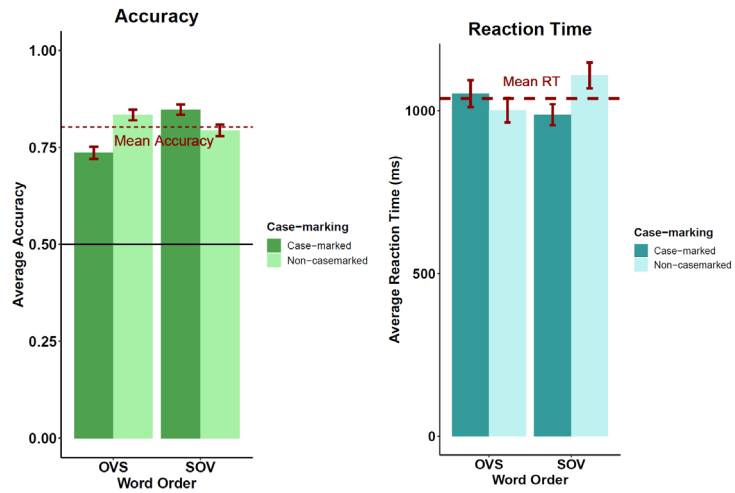 Accuracy
1.00
0.75
0.50
0.25
0.00
Average Accuracy
Mean Accuracy
OVS
SOV
Word Order
Case-marking
Case-marked
Non-casemarked
Reaction Time
1000
500
0
Average Reaction Time (ms)
Mean RT
OVS
SOV
Word Order
Case-marking
Case-marked
Non-casemarked